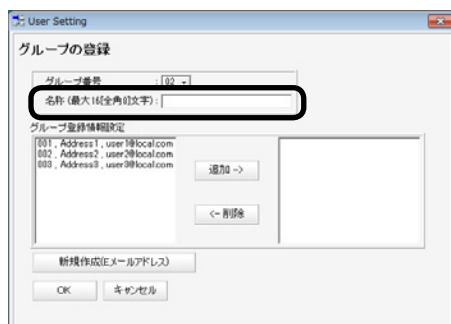 User Setting
グループの登録
グループ番号 : 02
名称(最大16[全角8]文字) :
グループ登録情報設定
001 , Address1 , user1@local.com
002 , Address2 , user2@local.com
003 , Address3 , user3@local.com
追加 ->
<- 削除
新規作成(Eメールアドレス)
OK キャンセル